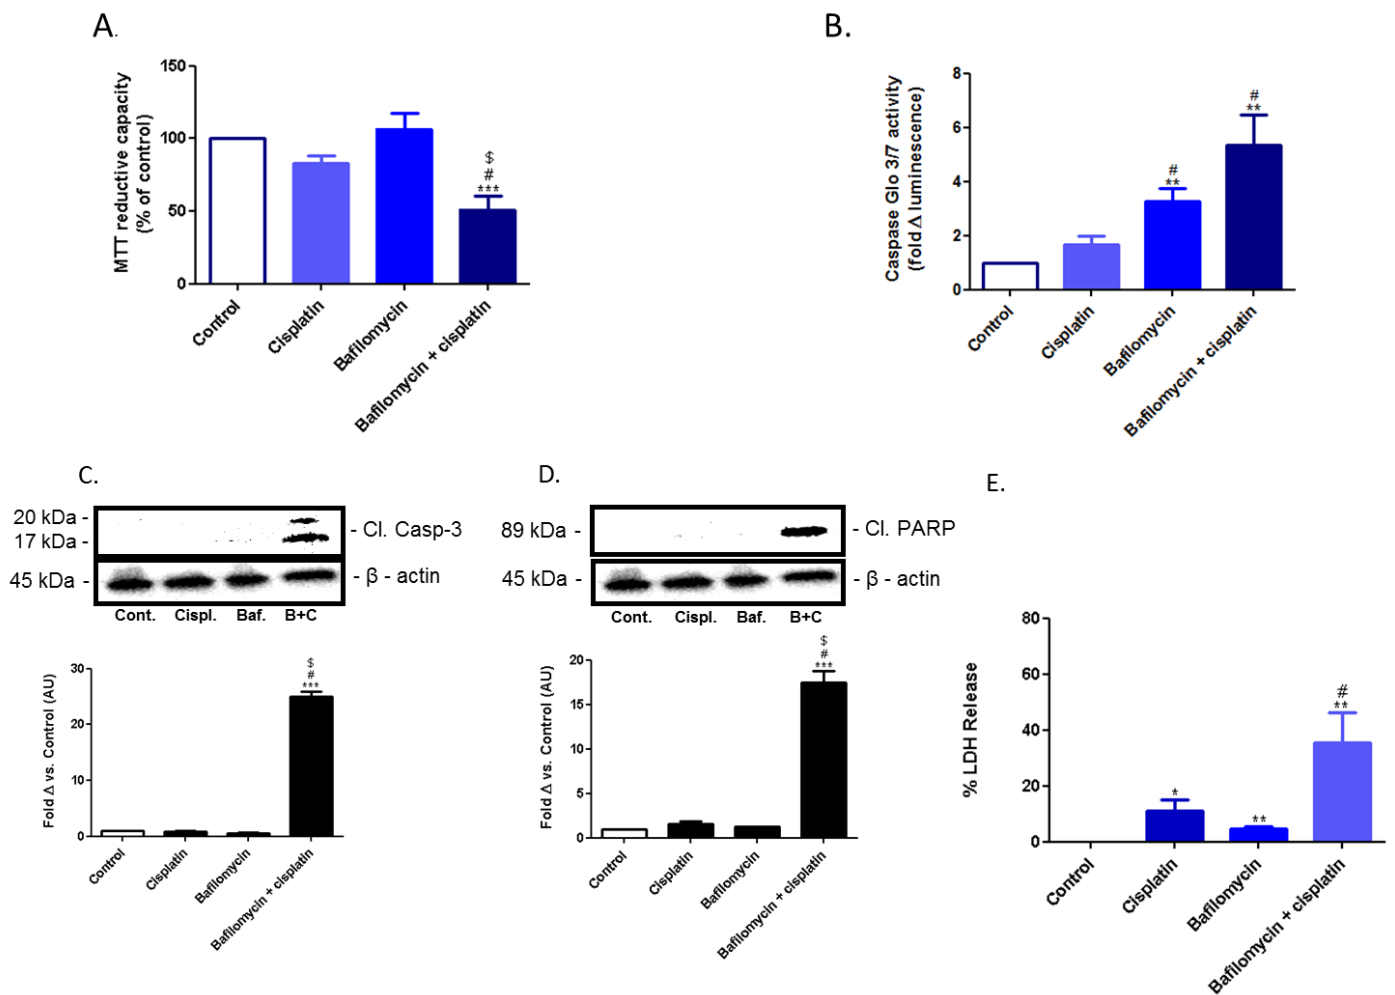 A.
MTT reductive capacity
(% of control)
150
100
50
0
$
#
***
Control
Cisplatin
Bafilomycin
Bafilomycin + cisplatin
B.
Caspase Glo 3/7 activity
(fold Δ luminescence)
8
6
4
2
0
#
**
#
**
Control
Cisplatin
Bafilomycin
Bafilomycin + cisplatin
C.
20 kDa -
17 kDa -
- Cl. Casp-3
45 kDa -
- β - actin
Cont. Cispl. Baf. B+C
Fold Δ vs. Control (AU)
30
20
10
0
$
#
***
Control
Cisplatin
Bafilomycin
Bafilomycin + cisplatin
D.
89 kDa -
- Cl. PARP
45 kDa -
- β - actin
Cont. Cispl. Baf. B+C
Fold Δ vs. Control (AU)
20
15
10
5
0
$
#
***
Control
Cisplatin
Bafilomycin
Bafilomycin + cisplatin
E.
% LDH Release
80
60
40
20
0
*
**
#
**
Control
Cisplatin
Bafilomycin
Bafilomycin + cisplatin